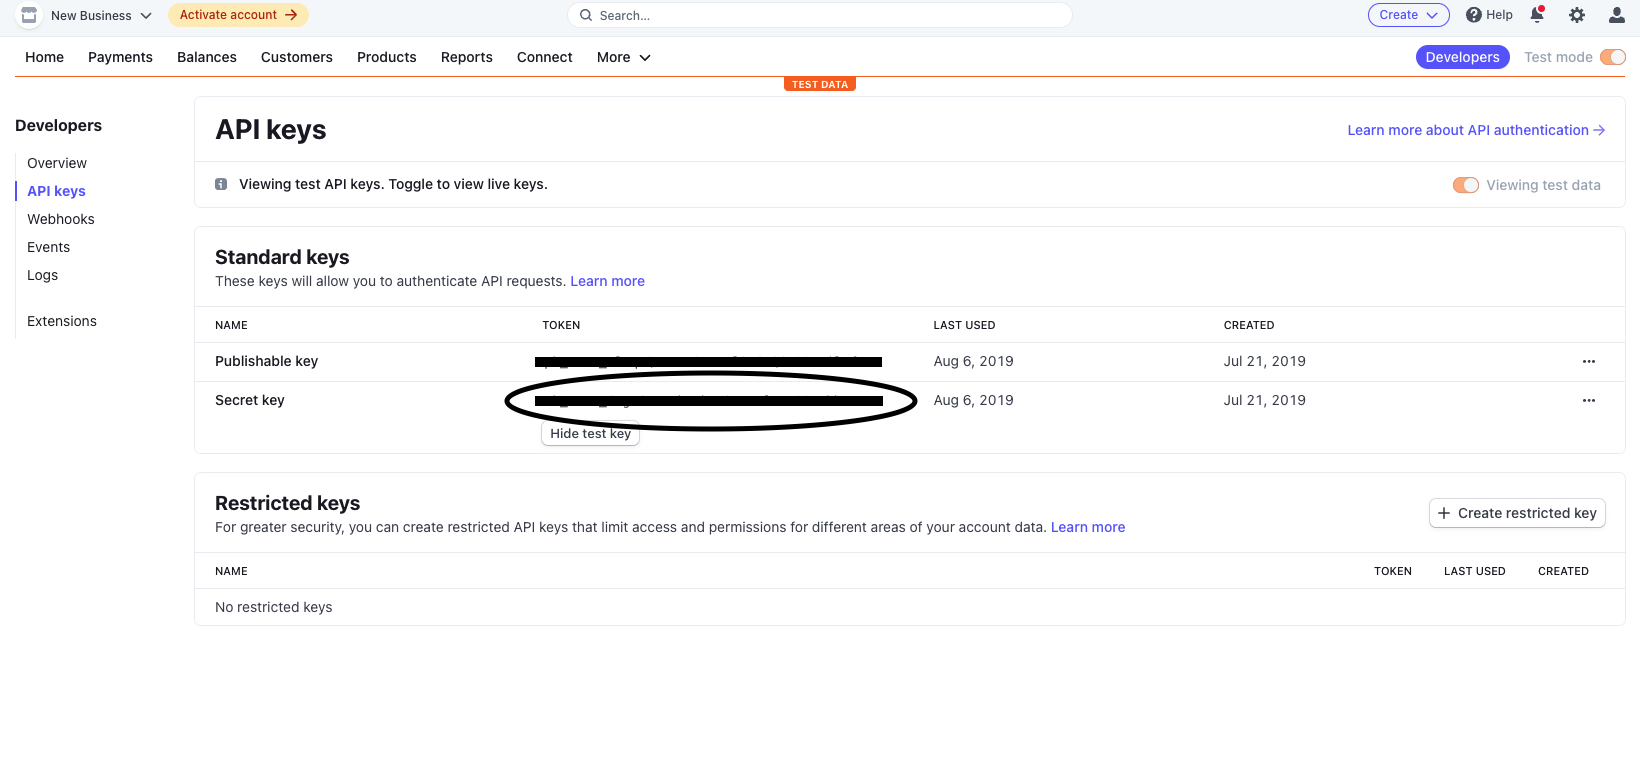 New Business
Activate account →
Search...
Create
Help
Home Payments Balances Customers Products Reports Connect More
Developers
Test mode
TEST DATA
Developers
Overview
API keys
Webhooks
Events
Logs
Extensions
API keys
Learn more about API authentication →
Viewing test API keys. Toggle to view live keys.
Viewing test data
Standard keys
These keys will allow you to authenticate API requests. Learn more
NAME TOKEN LAST USED CREATED
Publishable key Aug 6, 2019 Jul 21, 2019
Secret key Aug 6, 2019 Jul 21, 2019
Hide test key
Restricted keys
For greater security, you can create restricted API keys that limit access and permissions for different areas of your account data. Learn more
+ Create restricted key
NAME TOKEN LAST USED CREATED
No restricted keys